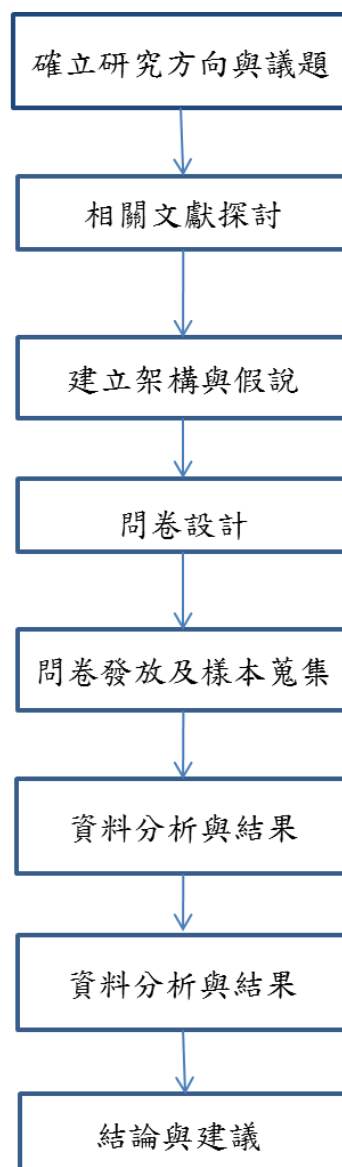 確立研究方向與議題
相關文獻探討
建立架構與假說
問卷設計
問卷發放及樣本蒐集
資料分析與結果
資料分析與結果
結論與建議